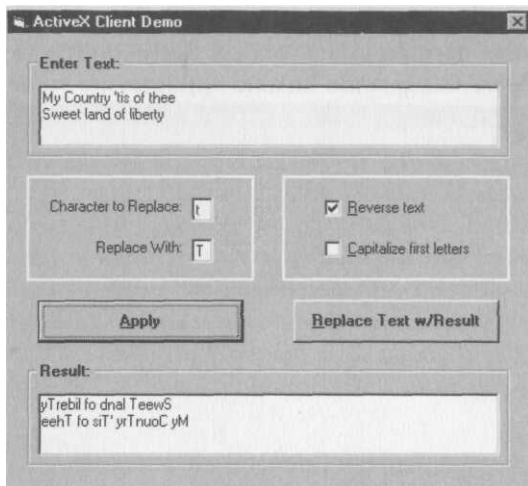 ActiveX Client Demo
Enter Text:
My Country 'tis of thee
Sweet land of liberty
Character to Replace: t
Replace With: T
Reverse text
Capitalize first letters
Apply
Replace Text w/Result
Result:
yTrebil fo dnal TeewS
eehT fo siT' yrTnuoC yM